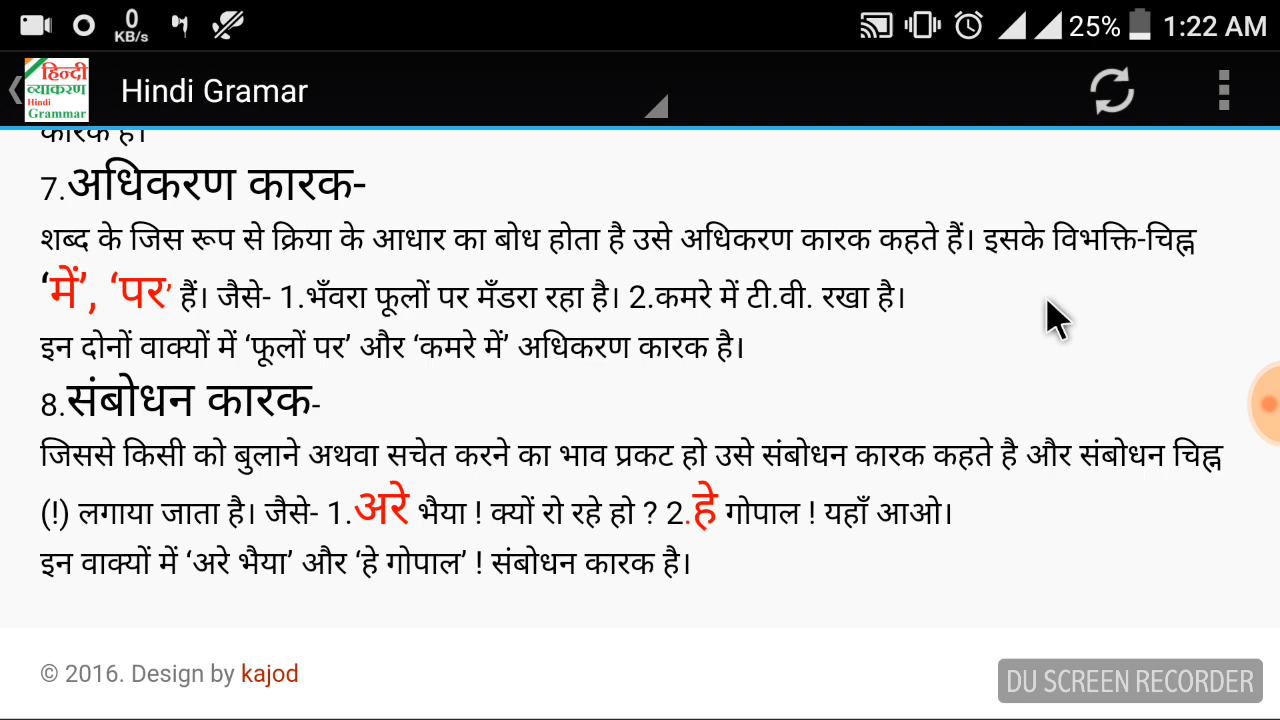 0
KB/s
25%
1:22 AM
हिन्दी
व्याकरण
Hindi
Grammar
Hindi Gramar
कारक है।
7.अधिकरण कारक-
शब्द के जिस रूप से क्रिया के आधार का बोध होता है उसे अधिकरण कारक कहते हैं। इसके विभक्ति-चिह्न
‘में’, ‘पर’ हैं। जैसे- 1.भँवरा फूलों पर मँडरा रहा है। 2.कमरे में टी.वी. रखा है।
इन दोनों वाक्यों में ‘फूलों पर’ और ‘कमरे में’ अधिकरण कारक है।
8.संबोधन कारक-
जिससे किसी को बुलाने अथवा सचेत करने का भाव प्रकट हो उसे संबोधन कारक कहते है और संबोधन चिह्न
(!) लगाया जाता है। जैसे- 1.अरे भैया ! क्यों रो रहे हो ? 2.हे गोपाल ! यहाँ आओ।
इन वाक्यों में ‘अरे भैया’ और ‘हे गोपाल’ ! संबोधन कारक है।
© 2016. Design by kajod
DU SCREEN RECORDER